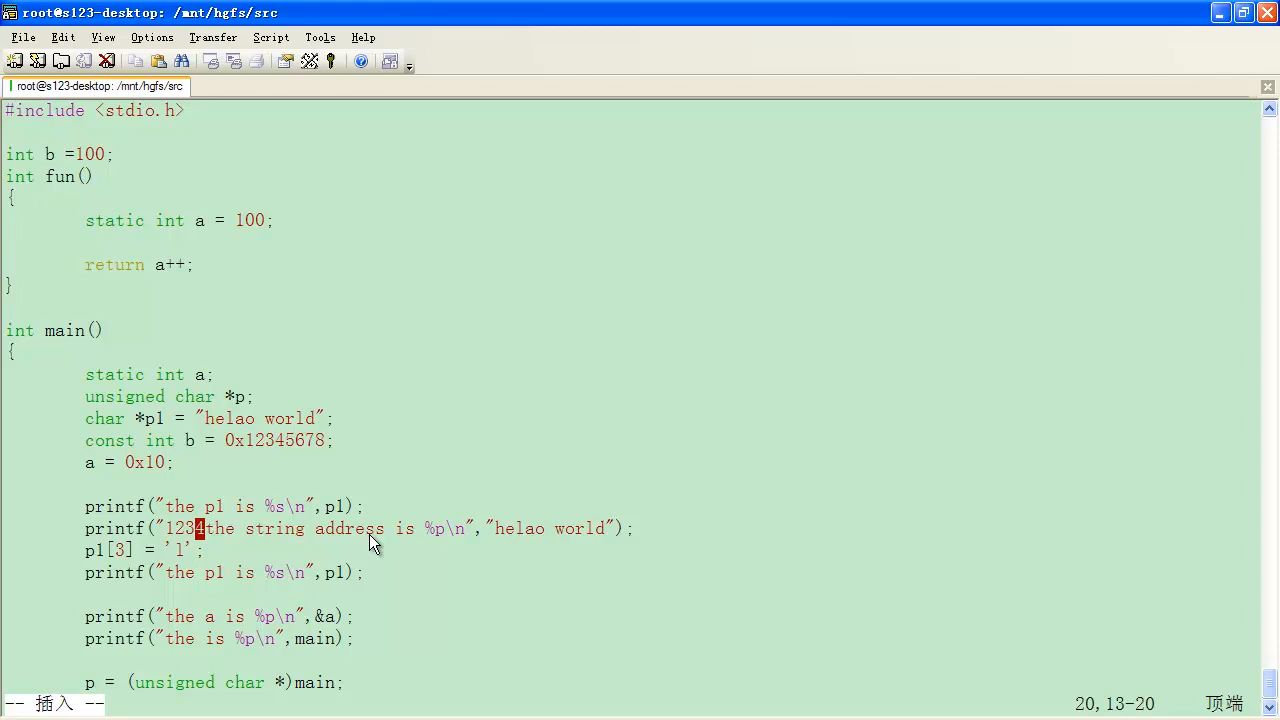 root@s123-desktop: /mnt/hgfs/src
File Edit View Options Transfer Script Tools Help
root@s123-desktop: /mnt/hgfs/src
#include <stdio.h>
int b =100;
int fun()
{
static int a = 100;
return a++;
}
int main()
{
static int a;
unsigned char *p;
char *p1 = "helao world";
const int b = 0x12345678;
a = 0x10;
printf("the p1 is %s\n",p1);
printf("1234the string address is %p\n","helao world");
p1[3] = 'l';
printf("the p1 is %s\n",p1);
printf("the a is %p\n",&a);
printf("the is %p\n",main);
p = (unsigned char *)main;
-- 插入 -- 20,13-20 顶端